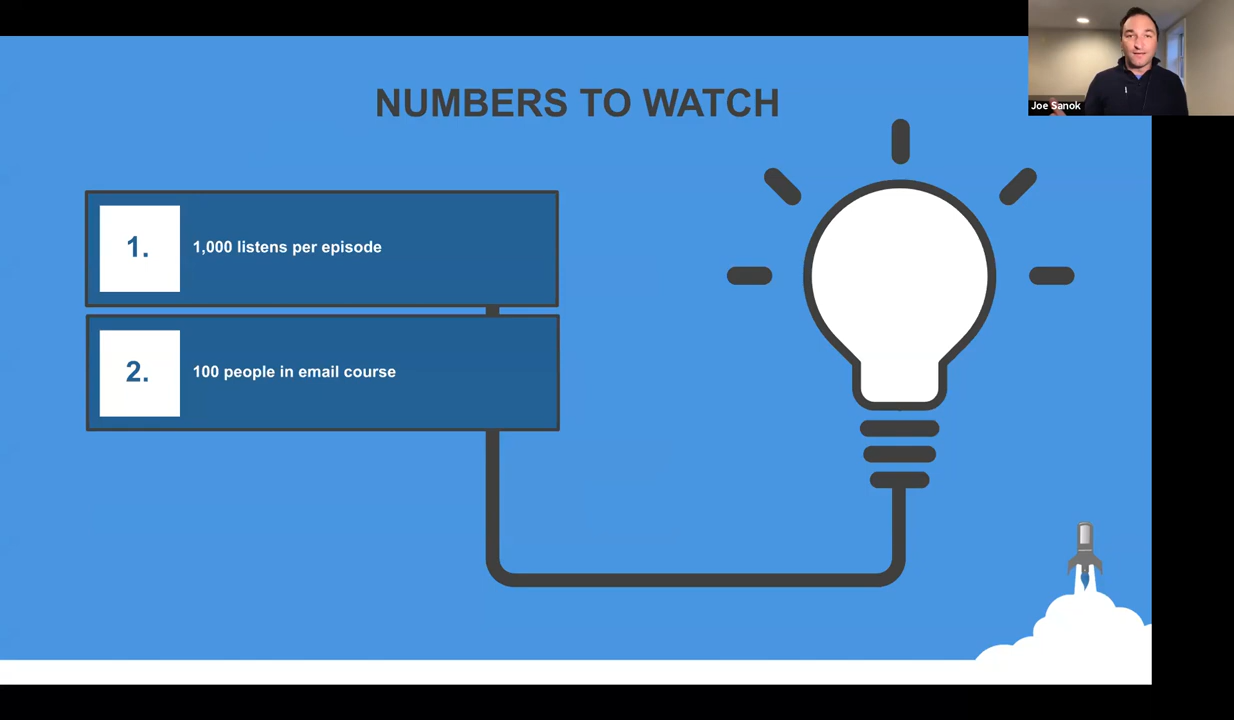 NUMBERS TO WATCH
Joe Sanok
1. 1,000 listens per episode
2. 100 people in email course